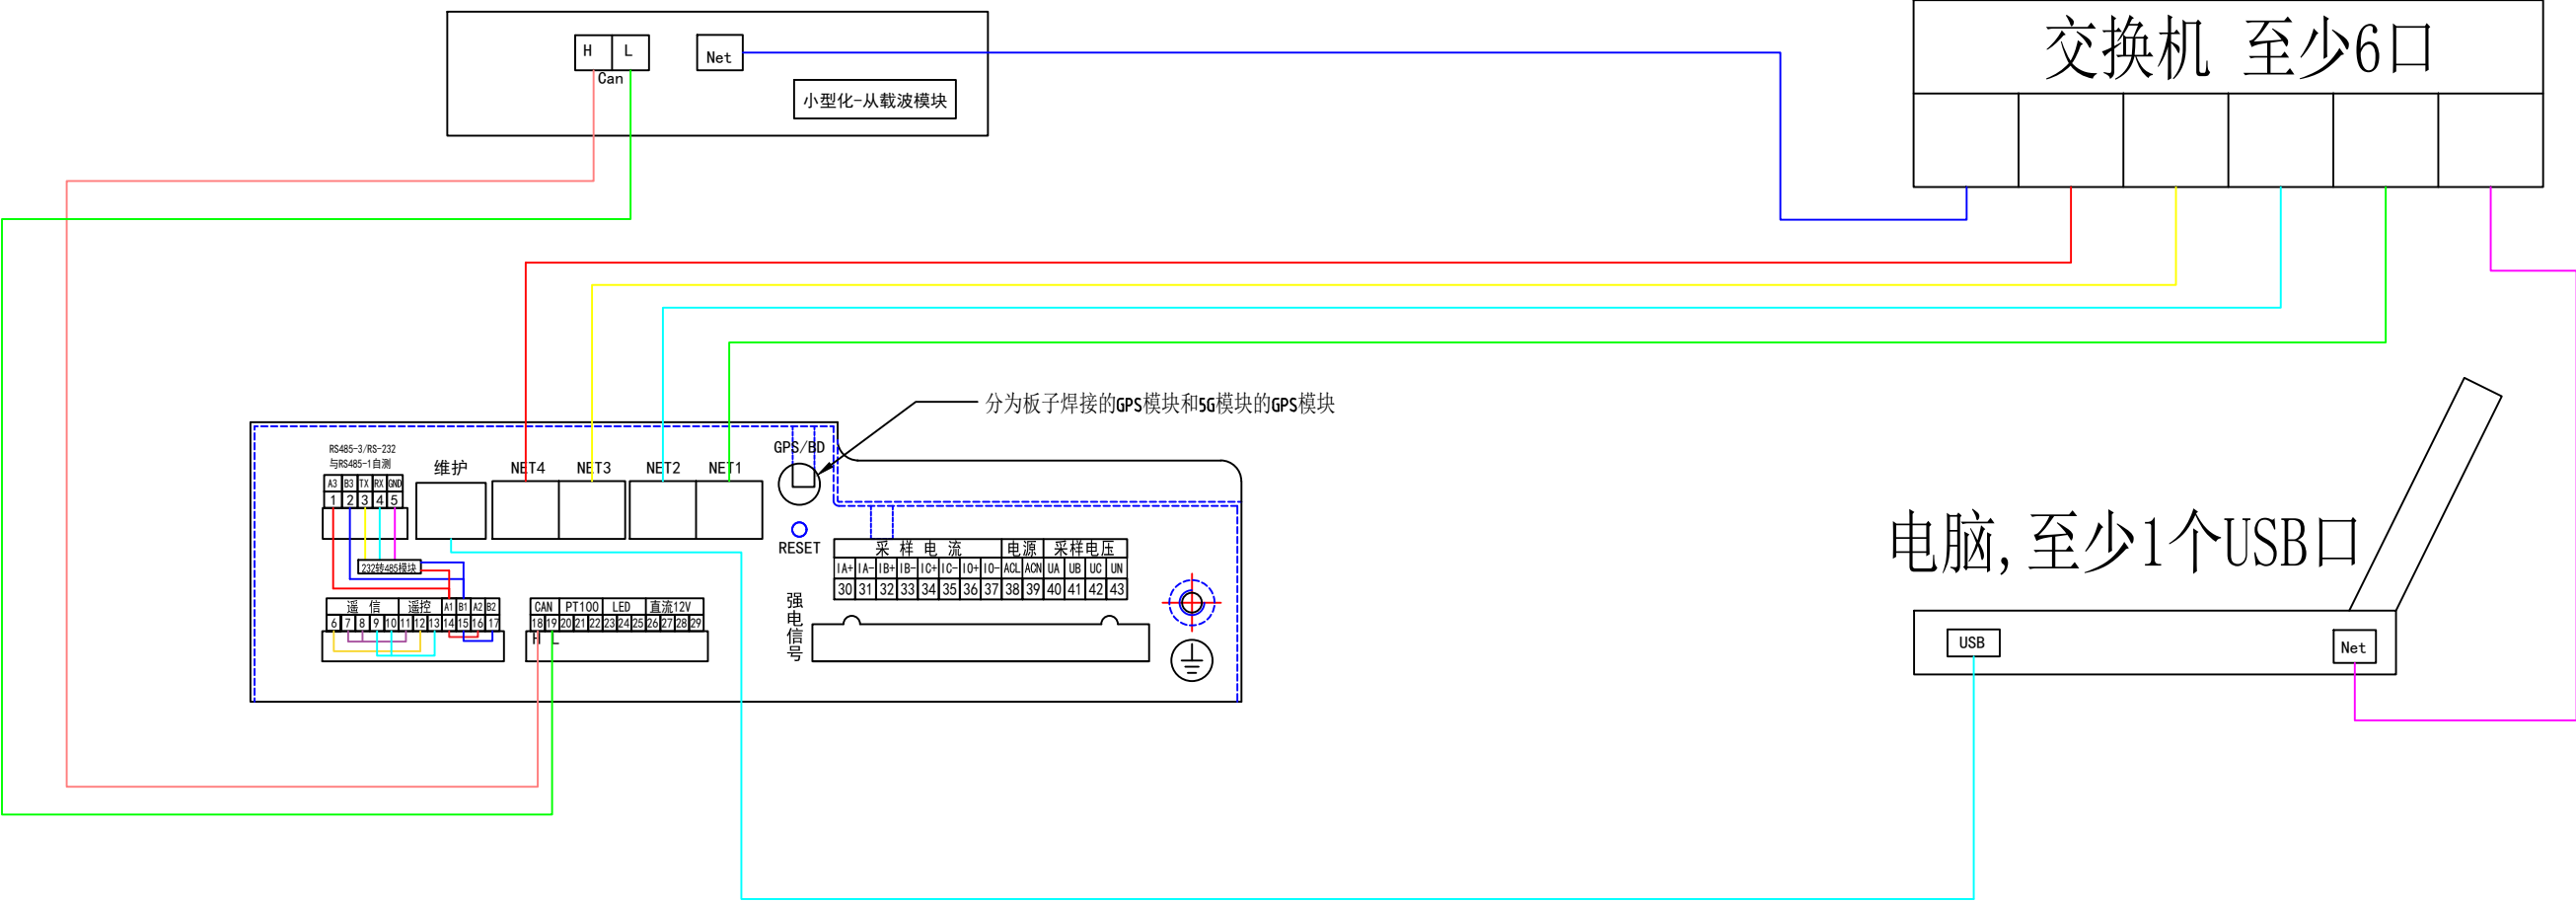 交换机 至少6口
H L
Net
Can
小型化-从载波模块
分为板子焊接的GPS模块和5G模块的GPS模块
RS485-3/RS-232
与RS485-1自测
维护
NET4
NET3
NET2
NET1
GPS/BD
A3 B3 TX RX GND
1 2 3 4 5
RESET
电脑,至少1个USB口
采 样 电 流 电源 采样电压
IA+ IA- IB+ IB- IC+ IC- IO+ IO- ACL ACN UA UB UC UN
30 31 32 33 34 35 36 37 38 39 40 41 42 43
232转485模块
遥 信 遥控 A1 B1 A2 B2
6 7 8 9 10 11 12 13 14 15 16 17
CAN PT100 LED 直流12V
18 19 20 21 22 23 24 25 26 27 28 29
H L
强
电
信
号
USB
Net